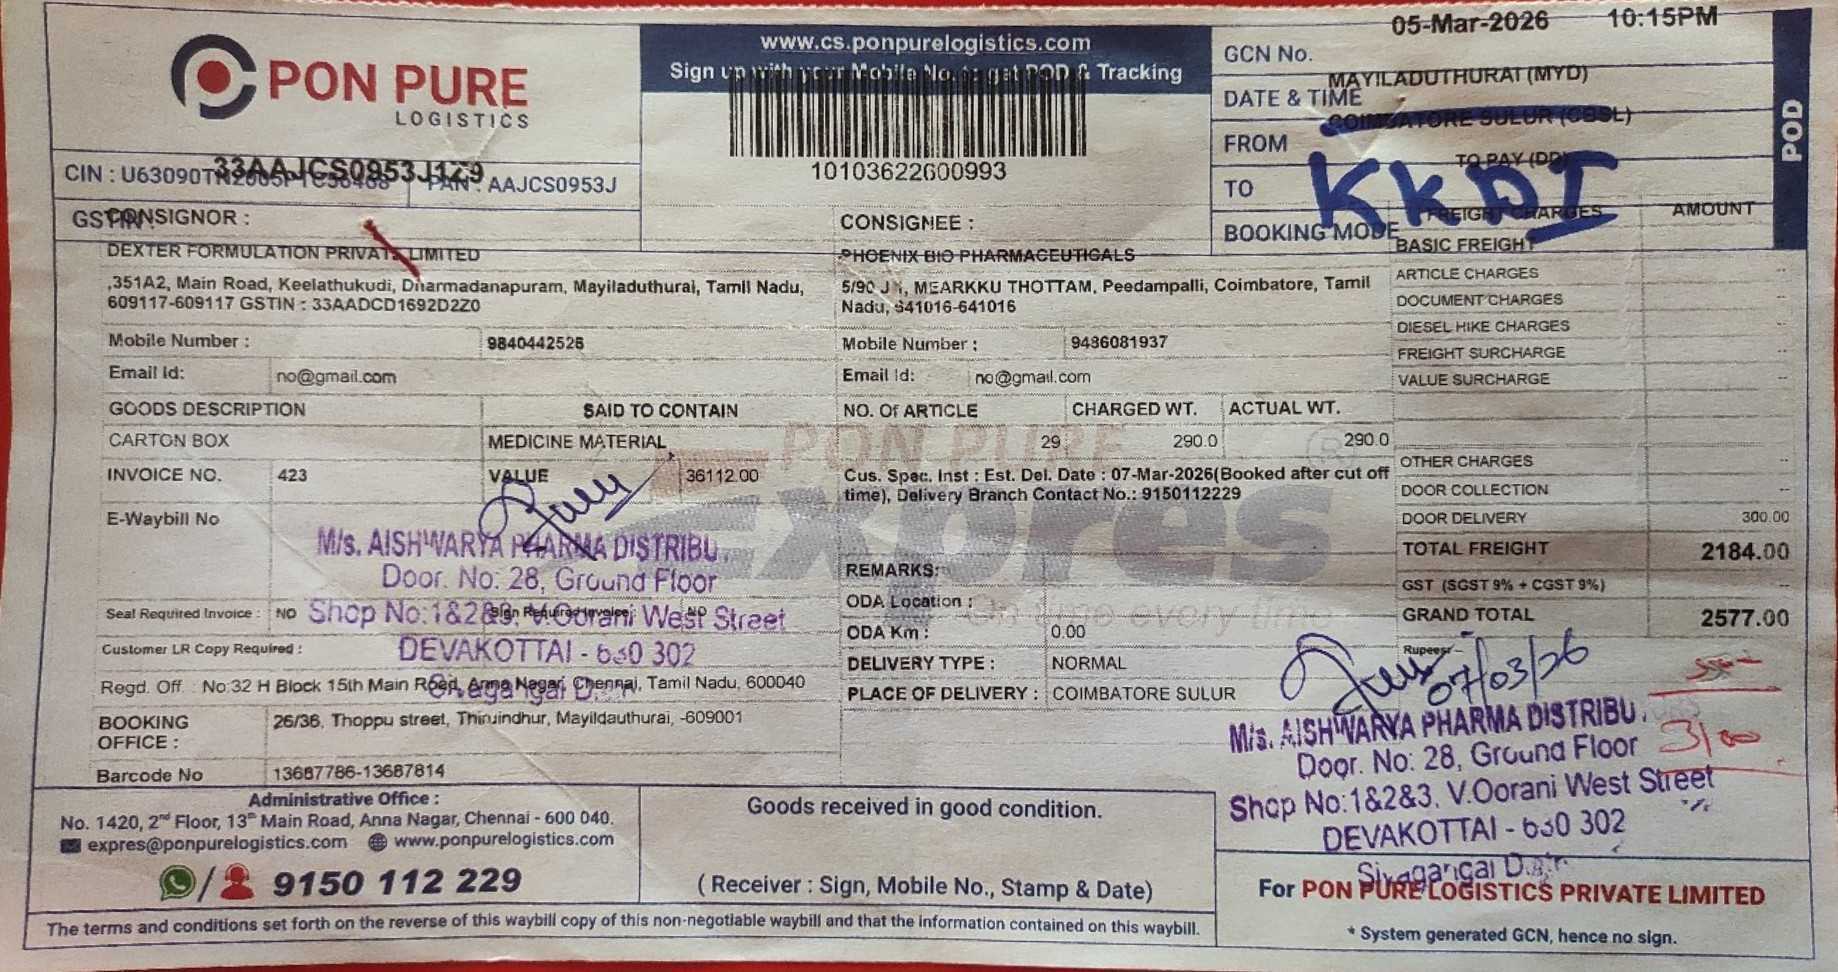 PON PURE
LOGISTICS
CIN : U63090TN2005PTC56468 PAN : AAJCS0953J
33AAJCS0953J1Z9
GSTIN :
www.cs.ponpurelogistics.com
Sign up with your Mobile No. to get POD & Tracking
10103622600993
05-Mar-2026 10:15PM
GCN No.
MAYILADUTHURAI (MYD)
DATE & TIME
COIMBATORE SULUR (CBSL)
FROM
TO PAY (DD)
TO
KKDI
BOOKING MODE
POD
CONSIGNOR :
DEXTER FORMULATION PRIVATE LIMITED
,351A2, Main Road, Keelathukudi, Dharmadanapuram, Mayiladuthurai, Tamil Nadu,
609117-609117 GSTIN : 33AADCD1692D2Z0
Mobile Number : 9840442526
Email Id: no@gmail.com
CONSIGNEE :
PHOENIX BIO PHARMACEUTICALS
5/90 MEARKKU THOTTAM, Peedampalli, Coimbatore, Tamil
Nadu, 641016-641016
Mobile Number : 9486081937
Email Id: no@gmail.com
GOODS DESCRIPTION SAID TO CONTAIN NO. Of ARTICLE CHARGED WT. ACTUAL WT.
CARTON BOX MEDICINE MATERIAL 29 290.0 290.0
INVOICE NO. 423 VALUE 36112.00
Cus. Spec. Inst : Est. Del. Date : 07-Mar-2026(Booked after cut off
time), Delivery Branch Contact No.: 9150112229
E-Waybill No
PON PURE
Expres
On time every time
REMARKS:
ODA Location :
ODA Km : 0.00
DELIVERY TYPE : NORMAL
PLACE OF DELIVERY : COIMBATORE SULUR
M/s. AISHWARYA PHARMA DISTRIBU
Door. No: 28, Ground Floor
Shop No:1&2&3, V.Oorani West Street
DEVAKOTTAI - 630 302
Sivagangai
Seal Required Invoice : NO Sign Required Invoice: NO
Customer LR Copy Required :
Regd. Off. : No:32 H Block 15th Main Road, Anna Nagar, Chennai, Tamil Nadu, 600040
BOOKING
OFFICE :
26/36, Thoppu street, Thiruindhur, Mayildauthurai, -609001
Barcode No 13687786-13687814
FREIGHT CHARGES AMOUNT
BASIC FREIGHT
ARTICLE CHARGES --
DOCUMENT CHARGES --
DIESEL HIKE CHARGES --
FREIGHT SURCHARGE --
VALUE SURCHARGE --
OTHER CHARGES --
DOOR COLLECTION --
DOOR DELIVERY 300.00
TOTAL FREIGHT 2184.00
GST (SGST 9% + CGST 9%)
GRAND TOTAL 2577.00
Rupees:
07/03/26
M/s. AISHWARYA PHARMA DISTRIBU
Door. No: 28, Ground Floor
Shop No:1&2&3, V.Oorani West Street
DEVAKOTTAI - 630 302
Sivagangai
Administrative Office :
No. 1420, 2nd Floor, 13th Main Road, Anna Nagar, Chennai - 600 040.
expres@ponpurelogistics.com www.ponpurelogistics.com
9150 112 229
Goods received in good condition.
( Receiver : Sign, Mobile No., Stamp & Date)
For PON PURE LOGISTICS PRIVATE LIMITED
* System generated GCN, hence no sign.
The terms and conditions set forth on the reverse of this waybill copy of this non-negotiable waybill and that the information contained on this waybill.